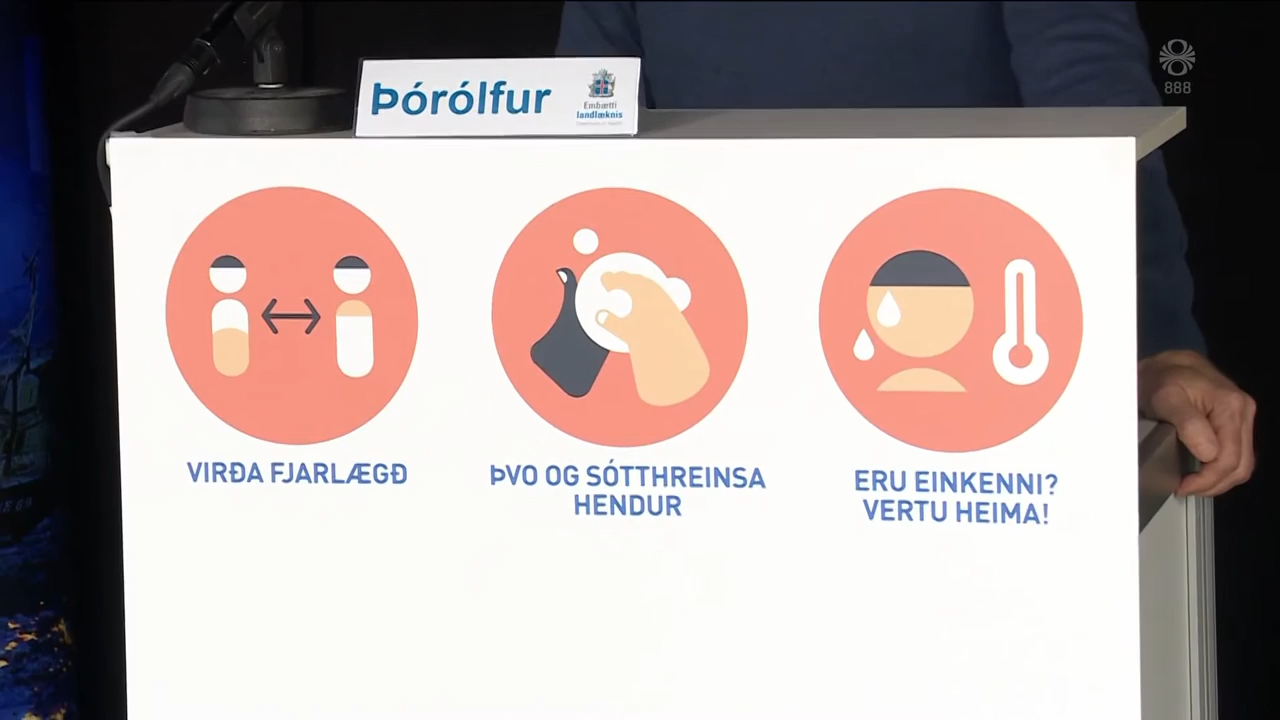 888
Þórólfur
Embætti
landlæknis
VIRÐA FJARLÆGÐ
ÞVO OG SÓTTHREINSA
HENDUR
ERU EINKENNI?
VERTU HEIMA!